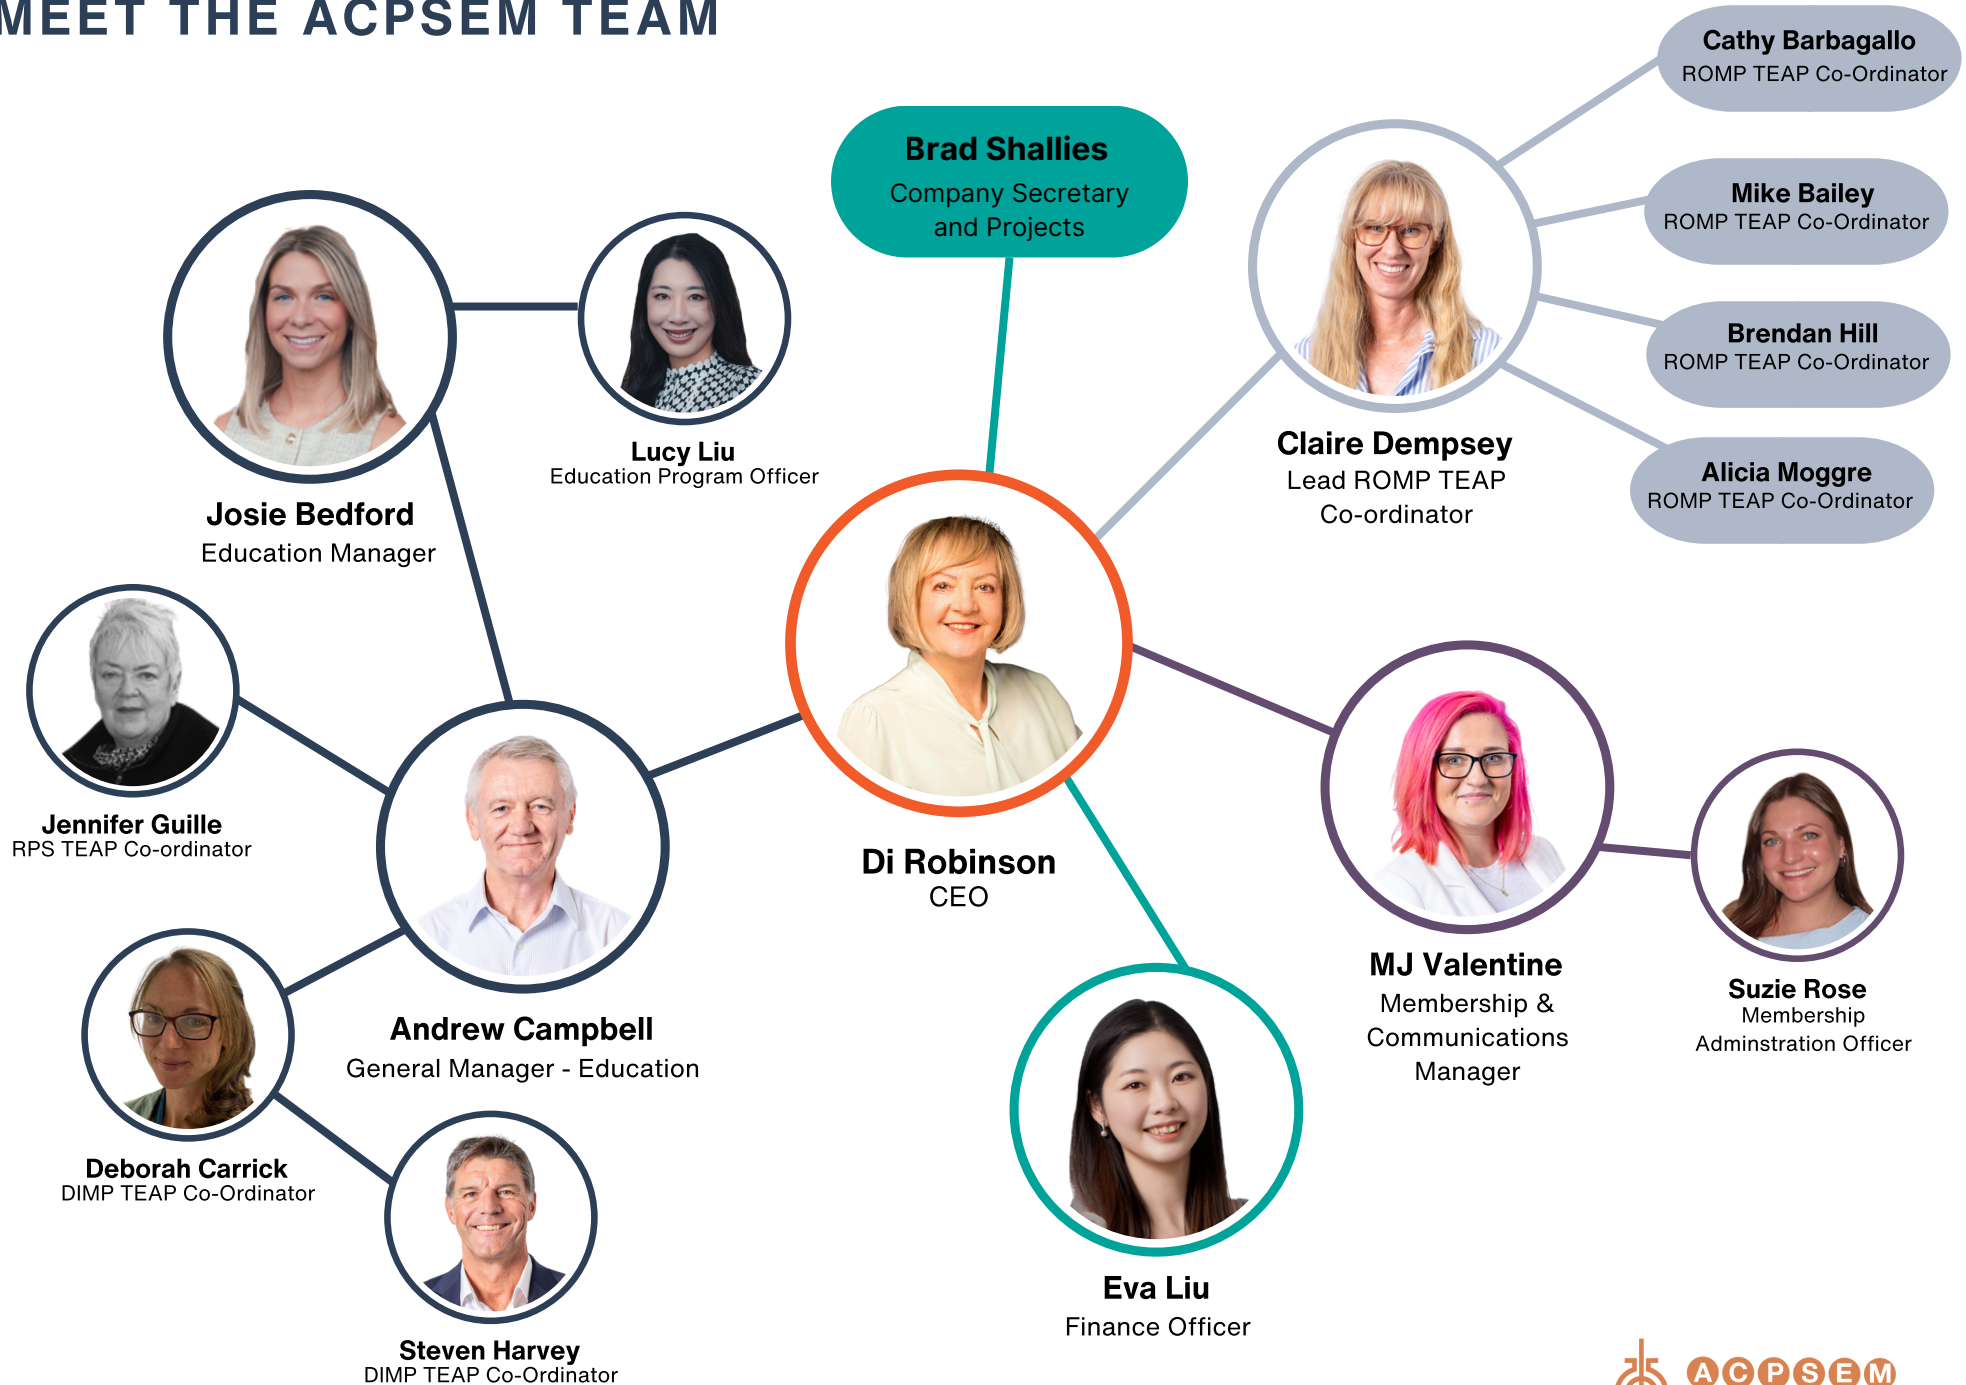 MEET THE ACPSEM TEAM
Cathy Barbagallo
ROMP TEAP Co-Ordinator
Brad Shallies
Company Secretary
and Projects
Mike Bailey
ROMP TEAP Co-Ordinator
Brendan Hill
ROMP TEAP Co-Ordinator
Alicia Moggre
ROMP TEAP Co-Ordinator
Claire Dempsey
Lead ROMP TEAP
Co-ordinator
Lucy Liu
Education Program Officer
Josie Bedford
Education Manager
Jennifer Guille
RPS TEAP Co-ordinator
Di Robinson
CEO
MJ Valentine
Membership &
Communications
Manager
Suzie Rose
Membership
Adminstration Officer
Andrew Campbell
General Manager - Education
Deborah Carrick
DIMP TEAP Co-Ordinator
Eva Liu
Finance Officer
Steven Harvey
DIMP TEAP Co-Ordinator
ACPSEM